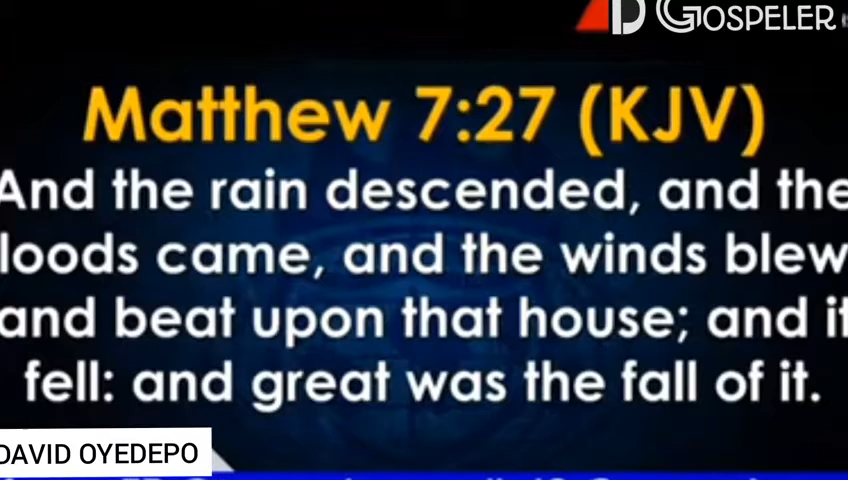 D GOSPELER
Matthew 7:27 (KJV)
And the rain descended, and the
loods came, and the winds blew
and beat upon that house; and it
fell: and great was the fall of it.
DAVID OYEDEPO